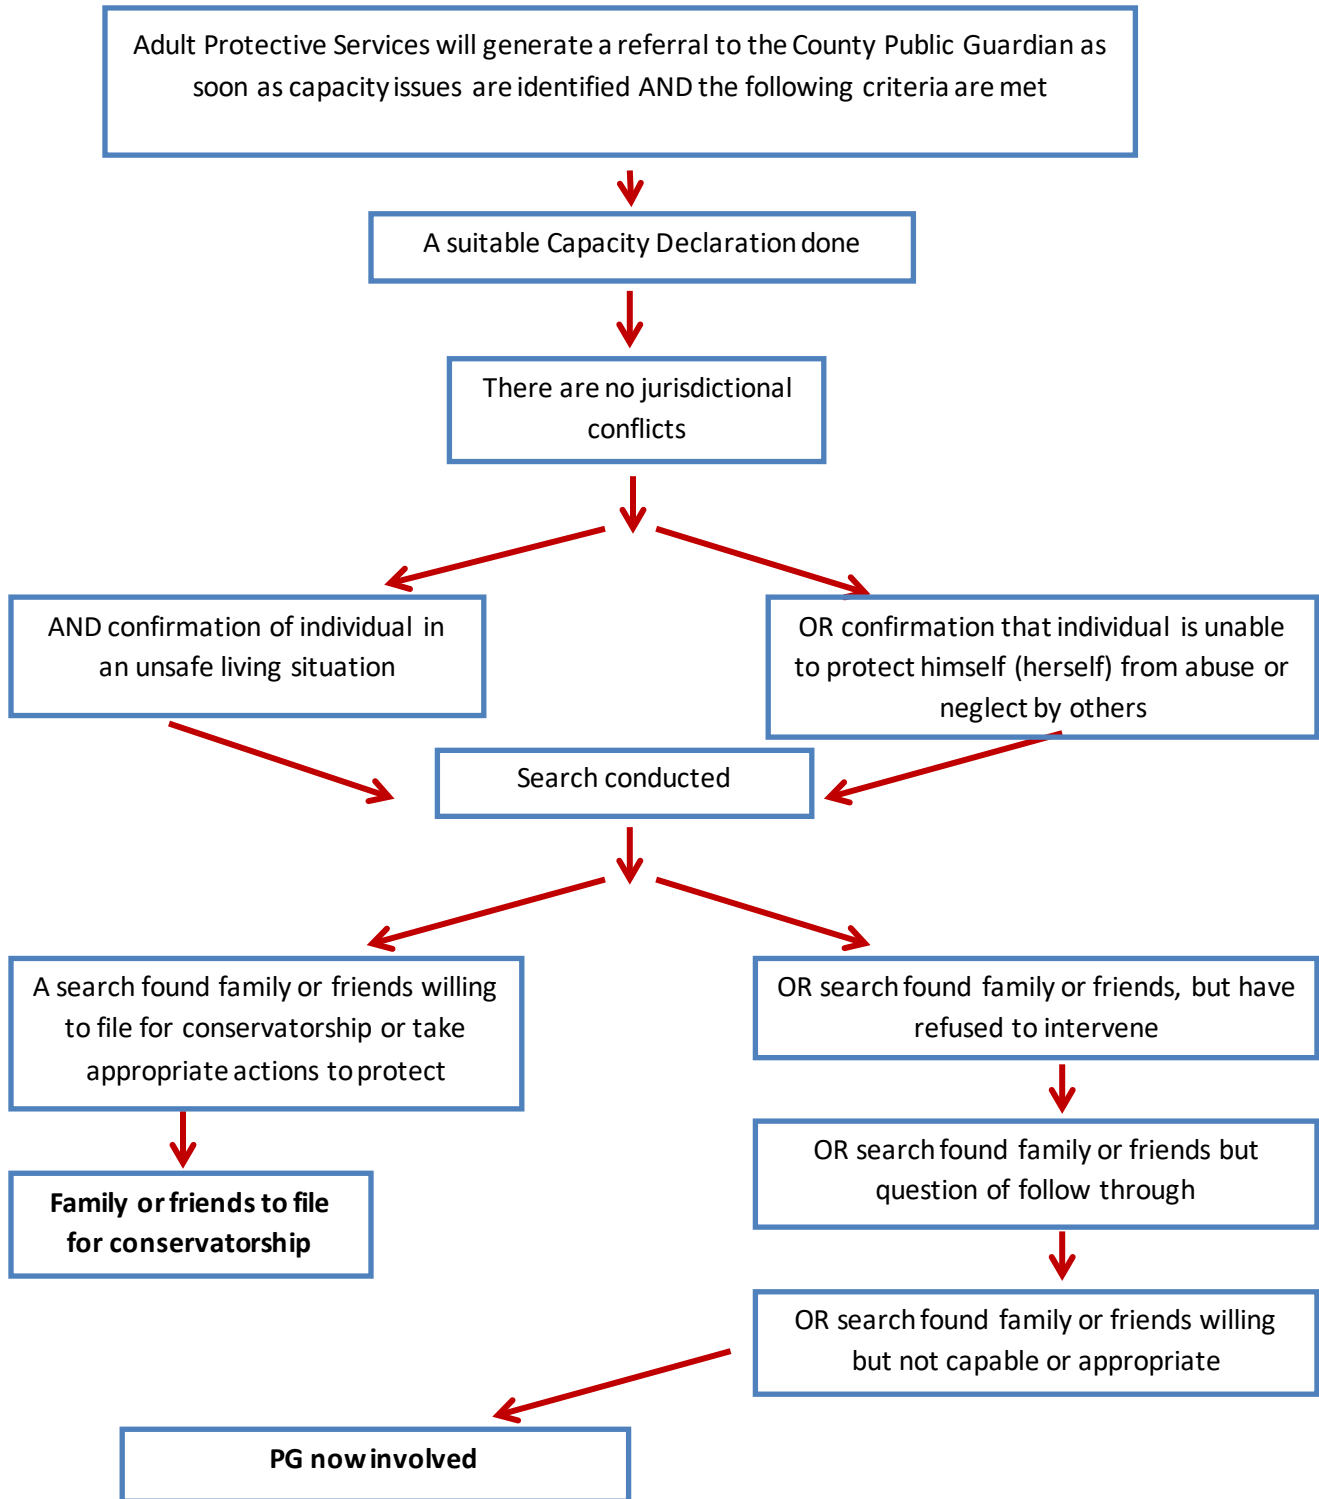 Adult Protective Services will generate a referral to the County Public Guardian as
soon as capacity issues are identified AND the following criteria are met
A suitable Capacity Declaration done
There are no jurisdictional
conflicts
AND confirmation of individual in
an unsafe living situation
OR confirmation that individual is unable
to protect himself (herself) from abuse or
neglect by others
Search conducted
A search found family or friends willing
to file for conservatorship or take
appropriate actions to protect
Family or friends to file
for conservatorship
OR search found family or friends, but have
refused to intervene
OR search found family or friends but
question of follow through
OR search found family or friends willing
but not capable or appropriate
PG now involved